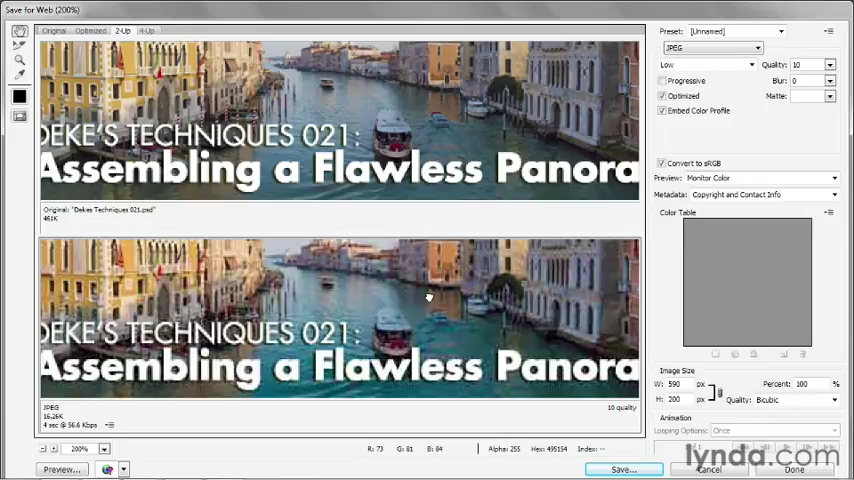 Save for Web (200%)
Original Optimized 2-Up 4-Up
DEKE'S TECHNIQUES 021:
Assembling a Flawless Panora
Original: "Dekes Techniques 021.psd"
461K
DEKE'S TECHNIQUES 021:
Assembling a Flawless Panora
JPEG
16.26K
4 sec @ 56.6 Kbps
10 quality
200%
R: 73 G: 81 B: 84 Alpha: 255 Hex: 495154 Index: --
Preview...
Save... Cancel Done
Preset: [Unnamed]
JPEG
Low Quality: 10
Progressive Blur: 0
Optimized Matte:
Embed Color Profile
Convert to sRGB
Preview: Monitor Color
Metadata: Copyright and Contact Info
Color Table
Image Size
W: 590 px Percent: 100 %
H: 200 px Quality: Bicubic
Animation
Looping Options: Once
lynda.com